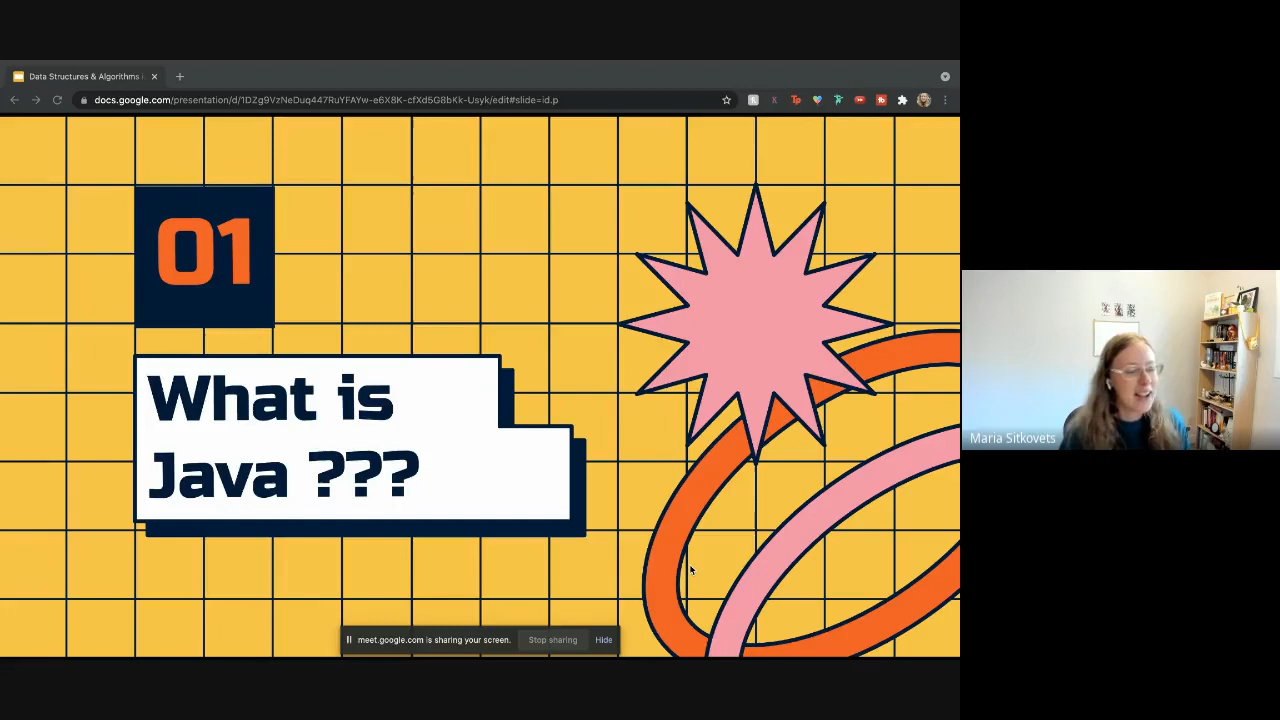 Data Structures & Algorithms i
docs.google.com/presentation/d/1DZg9VzNeDuq447RuYFAYw-e6X8K-cfXd5G8bKk-Usyk/edit#slide=id.p
01
What is
Java ???
Maria Sitkovets
meet.google.com is sharing your screen.
Stop sharing
Hide